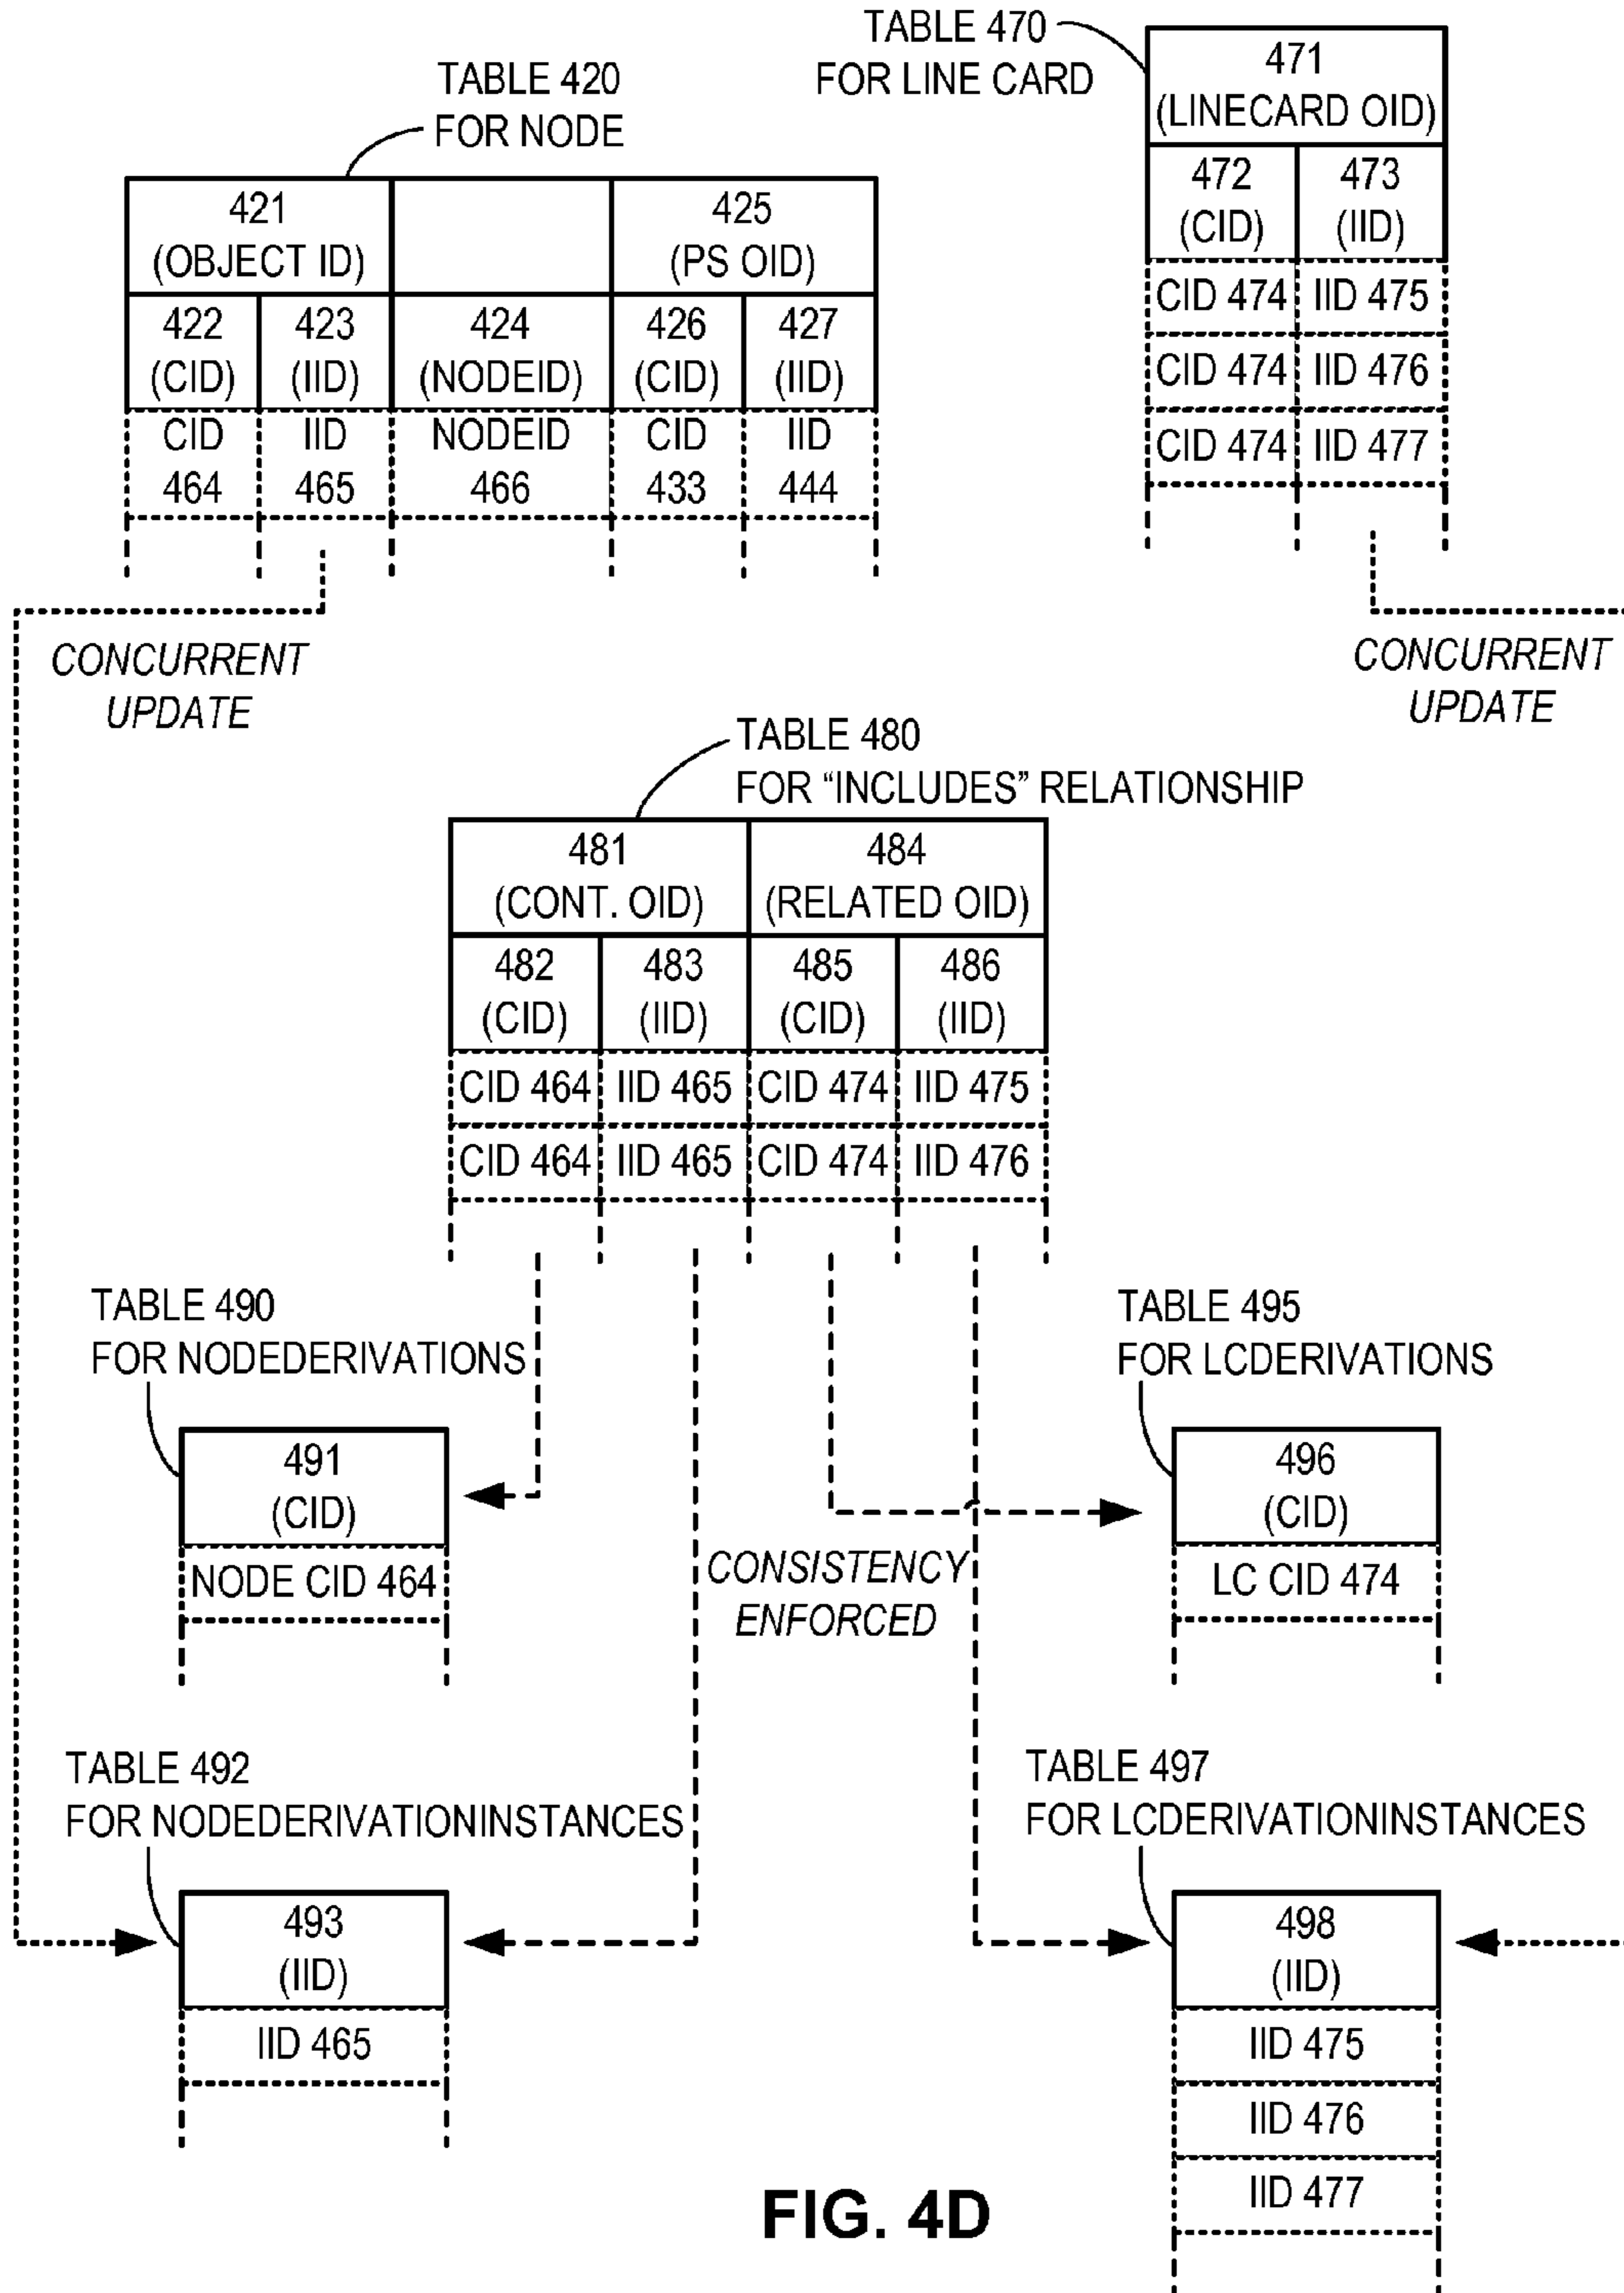 TABLE 420
FOR NODE
421
(OBJECT ID)
425
(PS OID)
422
(CID)
423
(IID)
424
(NODEID)
426
(CID)
427
(IID)
CID
464
IID
465
NODEID
466
CID
433
IID
444
TABLE 470
FOR LINE CARD
471
(LINECARD OID)
472
(CID)
473
(IID)
CID 474 IID 475
CID 474 IID 476
CID 474 IID 477
CONCURRENT
UPDATE
CONCURRENT
UPDATE
TABLE 480
FOR “INCLUDES” RELATIONSHIP
481
(CONT. OID)
484
(RELATED OID)
482
(CID)
483
(IID)
485
(CID)
486
(IID)
CID 464 IID 465 CID 474 IID 475
CID 464 IID 465 CID 474 IID 476
TABLE 490
FOR NODEDERIVATIONS
491
(CID)
NODE CID 464
TABLE 495
FOR LCDERIVATIONS
496
(CID)
LC CID 474
CONSISTENCY
ENFORCED
TABLE 492
FOR NODEDERIVATIONINSTANCES
493
(IID)
IID 465
TABLE 497
FOR LCDERIVATIONINSTANCES
498
(IID)
IID 475
IID 476
IID 477
FIG. 4D